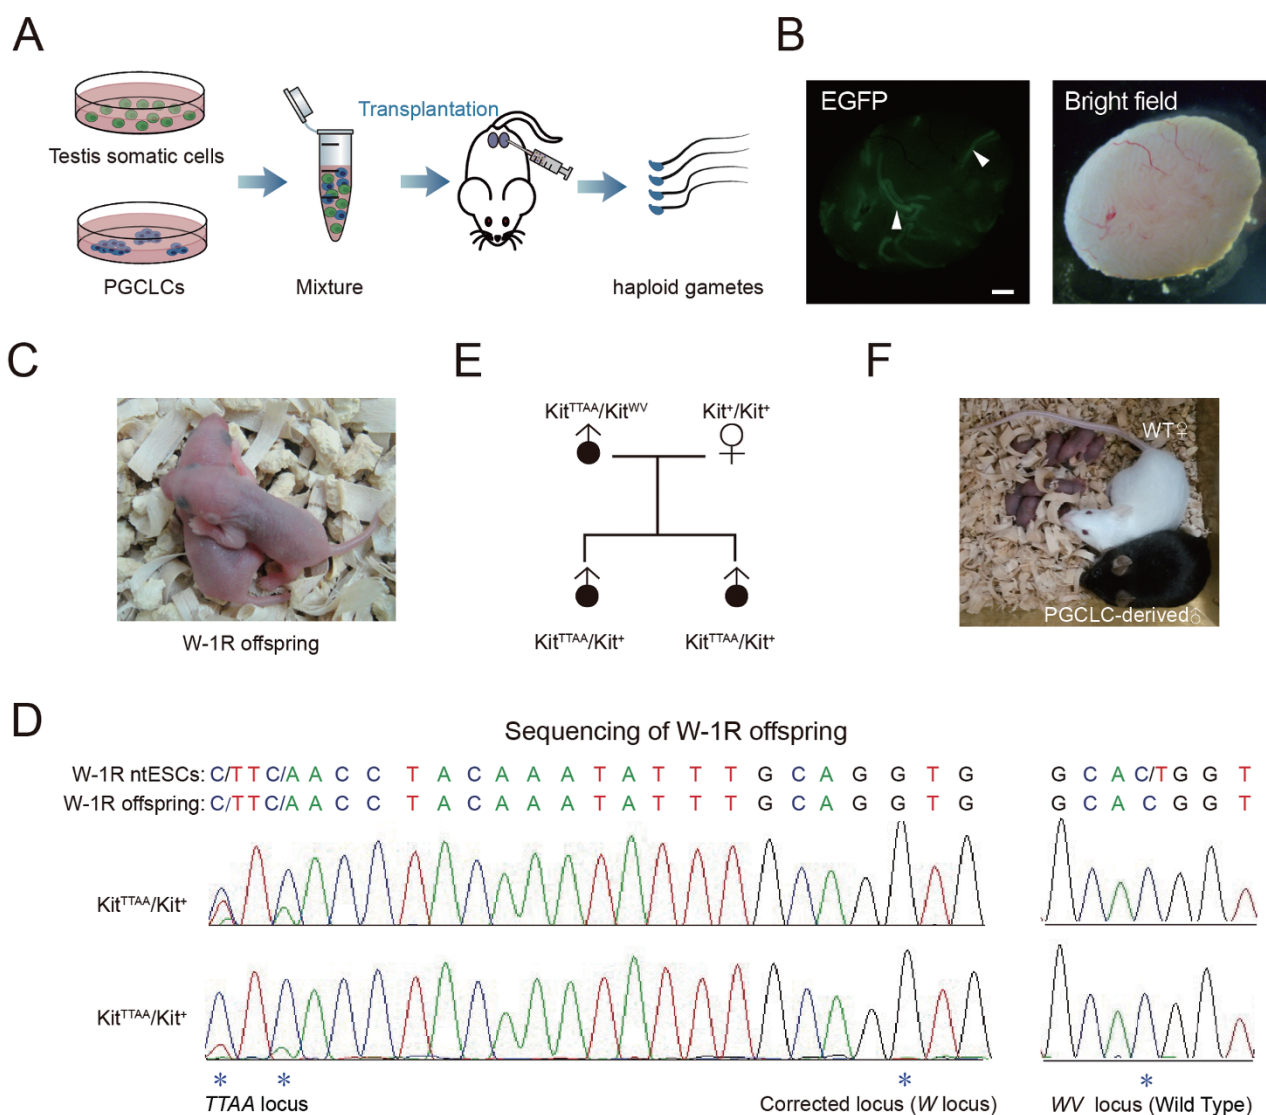 A
Testis somatic cells
PGCLCs
Mixture
Transplantation
haploid gametes
B
EGFP
Bright field
C
W-1R offspring
E
Kit^TTAA/Kit^WV
Kit⁺/Kit⁺
♀
Kit^TTAA/Kit⁺
Kit^TTAA/Kit⁺
F
WT♀
PGCLC-derived♂
D
Sequencing of W-1R offspring
W-1R ntESCs: C/T T C/A A C C T A C A A A T A T T T G C A G G T G G C A C/T G G T
W-1R offspring: C/T T C/A A C C T A C A A A T A T T T G C A G G T G G C A C G G T
Kit^TTAA/Kit⁺
Kit^TTAA/Kit⁺
* * * *
TTAA locus
Corrected locus (W locus)
WV locus (Wild Type)